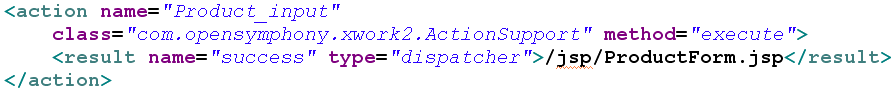 <action name="Product_input"
    class="com.opensymphony.xwork2.ActionSupport" method="execute">
    <result name="success" type="dispatcher">/jsp/ProductForm.jsp</result>
</action>